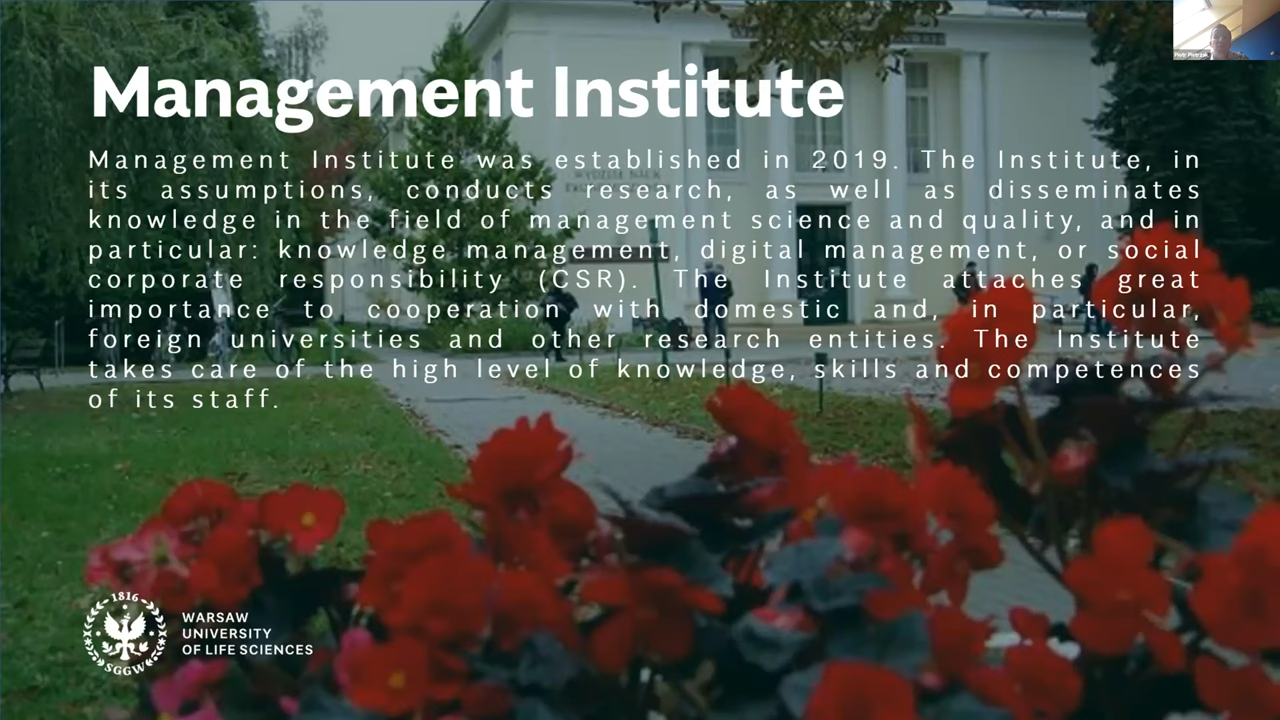 Management Institute
Management Institute was established in 2019. The Institute, in
its assumptions, conducts research, as well as disseminates
knowledge in the field of management science and quality, and in
particular: knowledge management, digital management, or social
corporate responsibility (CSR). The Institute attaches great
importance to cooperation with domestic and, in particular,
foreign universities and other research entities. The Institute
takes care of the high level of knowledge, skills and competences
of its staff.
1816
SGGW
WARSAW
UNIVERSITY
OF LIFE SCIENCES